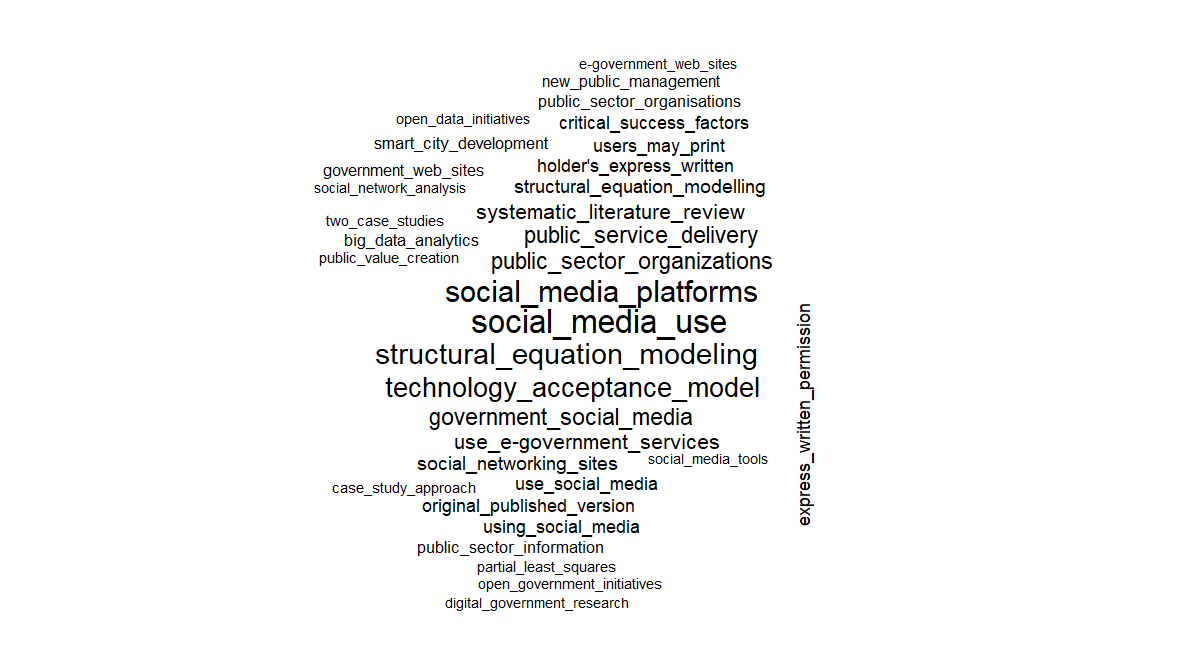 e-government_web_sites
new_public_management
public_sector_organisations
open_data_initiatives
critical_success_factors
smart_city_development
users_may_print
holder's_express_written
government_web_sites
social_network_analysis
structural_equation_modelling
systematic_literature_review
two_case_studies
public_service_delivery
big_data_analytics
public_value_creation
public_sector_organizations
social_media_platforms
social_media_use
structural_equation_modeling
technology_acceptance_model
express_written_permission
government_social_media
use_e-government_services
social_networking_sites
social_media_tools
case_study_approach
use_social_media
original_published_version
using_social_media
public_sector_information
partial_least_squares
open_government_initiatives
digital_government_research